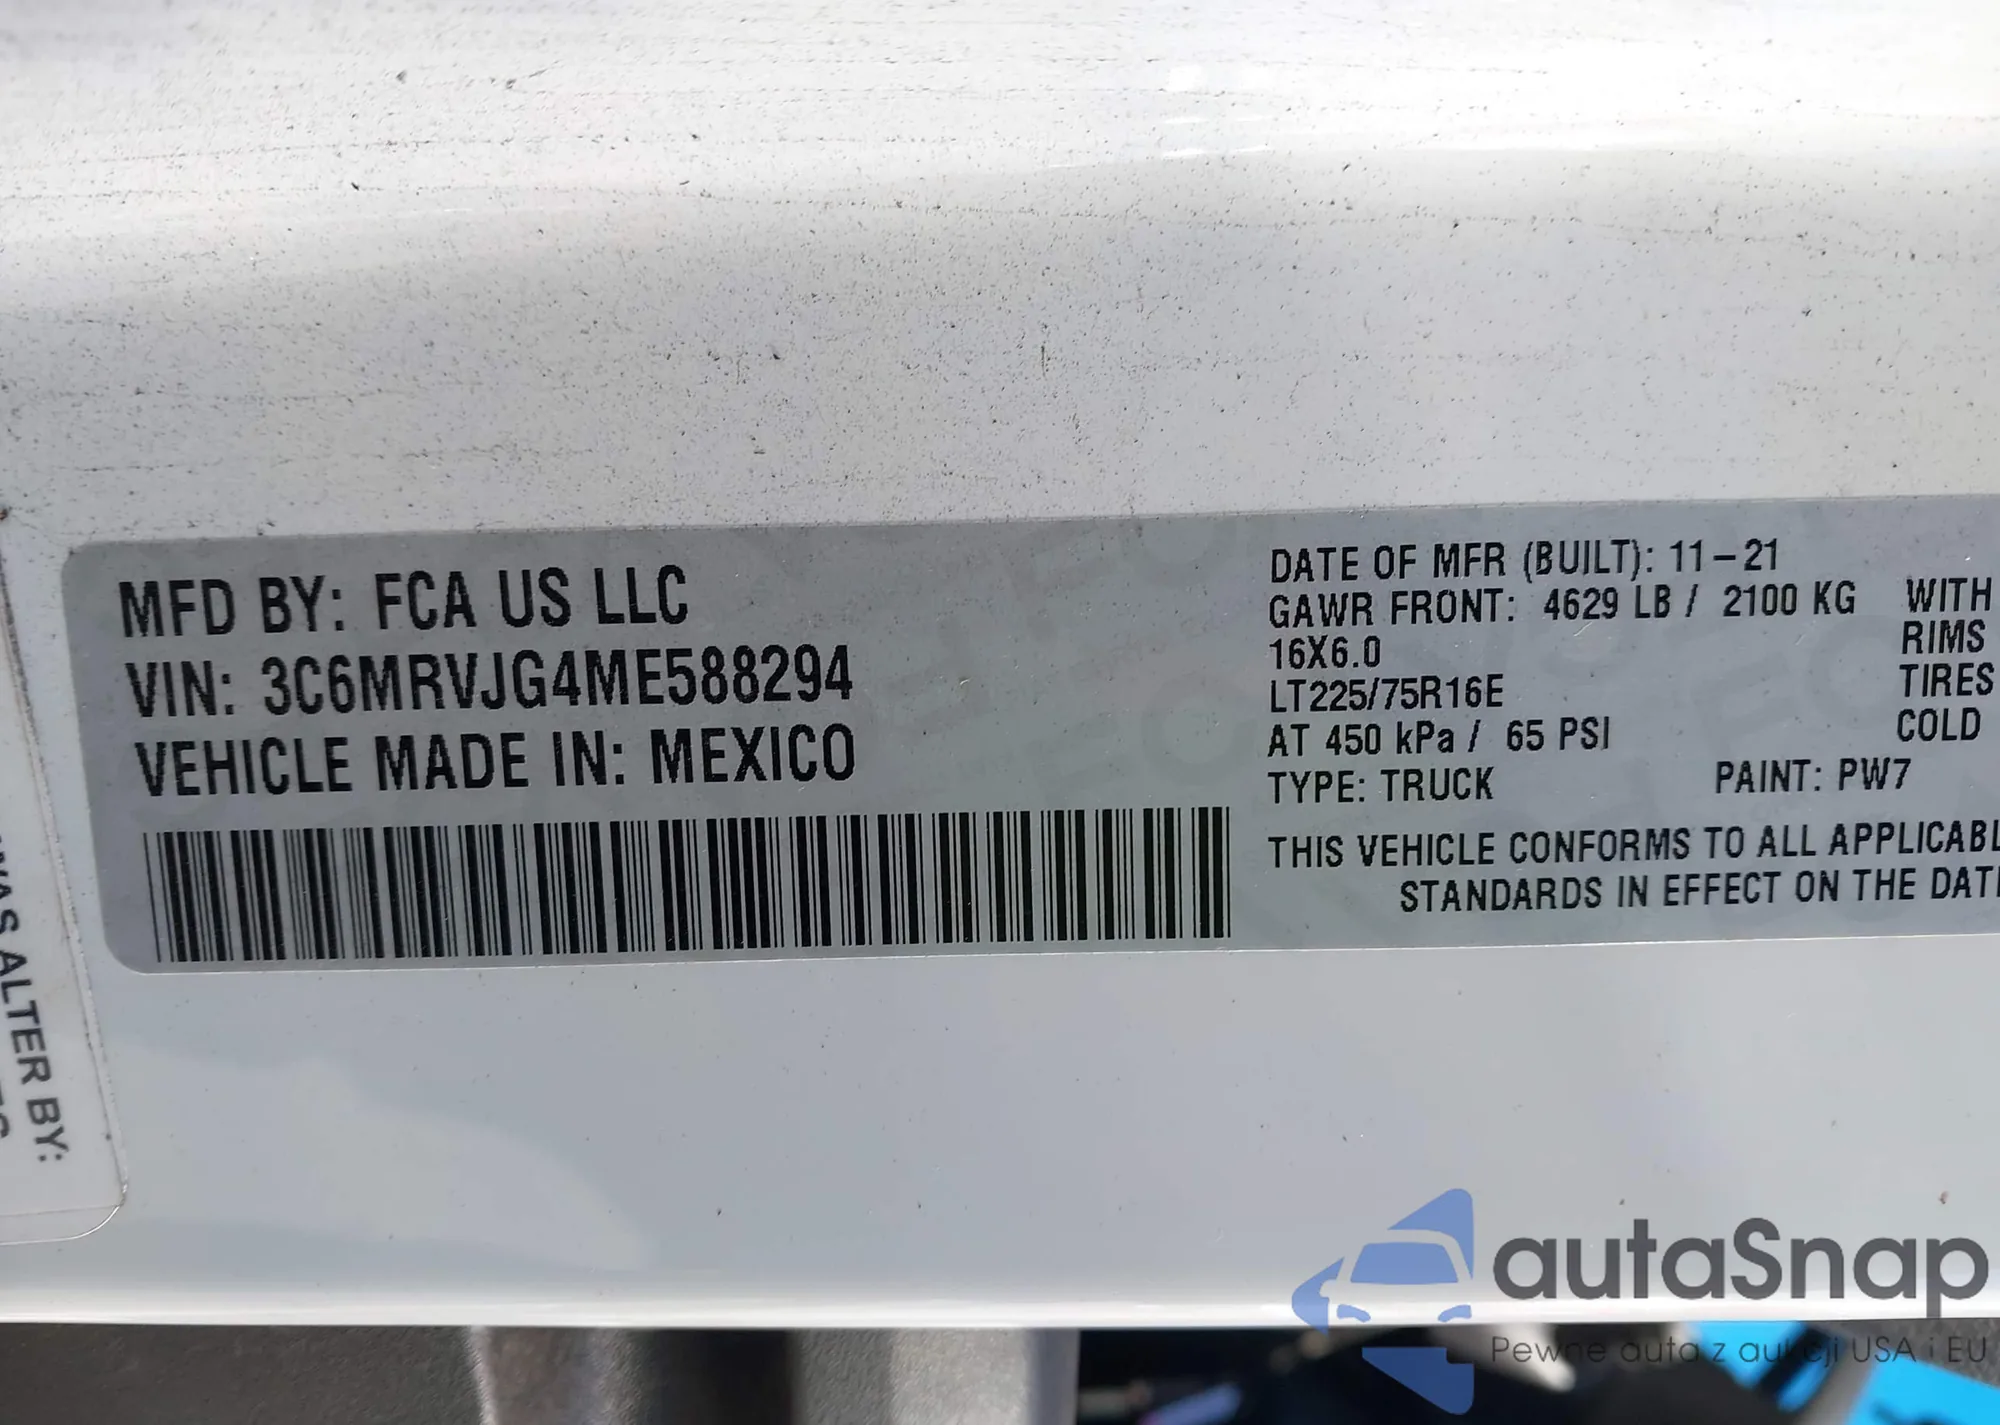 MFD BY: FCA US LLC
VIN: 3C6MRVJG4ME588294
VEHICLE MADE IN: MEXICO
DATE OF MFR (BUILT): 11-21
GAWR FRONT: 4629 LB / 2100 KG WITH
16X6.0 RIMS
LT225/75R16E TIRES
AT 450 kPa / 65 PSI COLD
TYPE: TRUCK PAINT: PW7
THIS VEHICLE CONFORMS TO ALL APPLICABL
STANDARDS IN EFFECT ON THE DAT
WAS ALTER BY:
autaSnap
Pewne auta z aukcji USA i EU